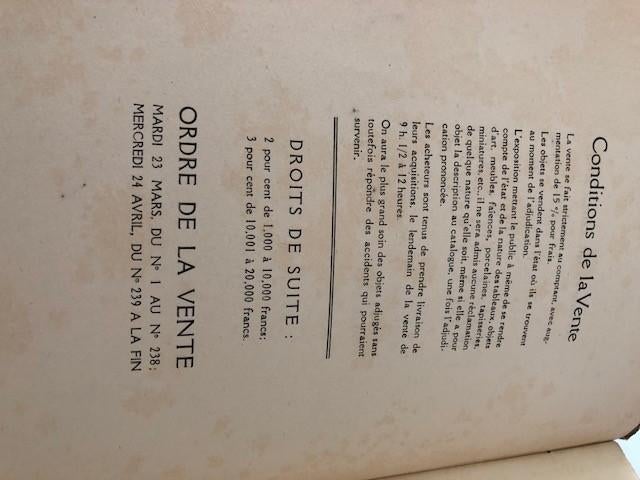 Conditions de la Vente
La vente se fait strictement au comptant, avec aug-
mentation de 15 % pour frais.
Les objets se vendent dans l'état où ils se trouvent
au moment de l'adjudication.
L'exposition mettant le public à même de se rendre
compte de l'état et de la nature des tableaux, objets
d'art, meubles, faïences, porcelaines, tapisseries,
miniatures, etc., il ne sera admis aucune réclamation
de quelque nature qu'elle soit, même si elle a pour
objet la description au catalogue, une fois l'adjudi-
cation prononcée.
Les acheteurs sont tenus de prendre livraison de
leurs acquisitions, le lendemain de la vente de
9 h. 1/2 à 12 heures.
On aura le plus grand soin des objets adjugés sans
toutefois répondre des accidents qui pourraient
survenir.
DROITS DE SUITE :
2 pour cent de 1,000 à 10,000 francs;
3 pour cent de 10,001 à 20,000 francs.
ORDRE DE LA VENTE
MARDI 23 MARS, DU N° 1 AU N° 238;
MERCREDI 24 AVRIL, DU N° 239 A LA FIN